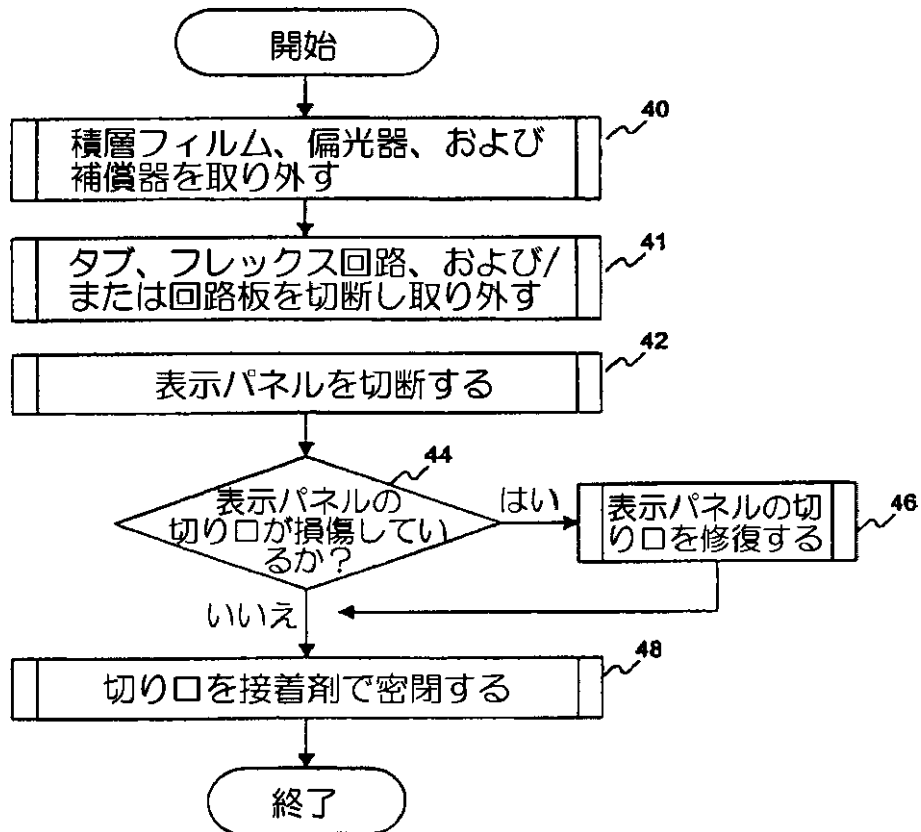 開始
積層フィルム、偏光器、および
補償器を取り外す
40
タブ、フレックス回路、および/
または回路板を切断し取り外す
41
表示パネルを切断する
42
表示パネルの
切り口が損傷してい
るか？
44
はい
表示パネルの切
り口を修復する
46
いいえ
切り口を接着剤で密閉する
48
終了